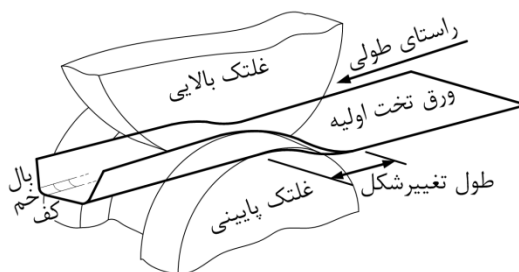 غلتک بالایی
راستای طولی
ورق تخت اولیه
بال
خم
کف
غلتک پایینی
طول تغییرشکل